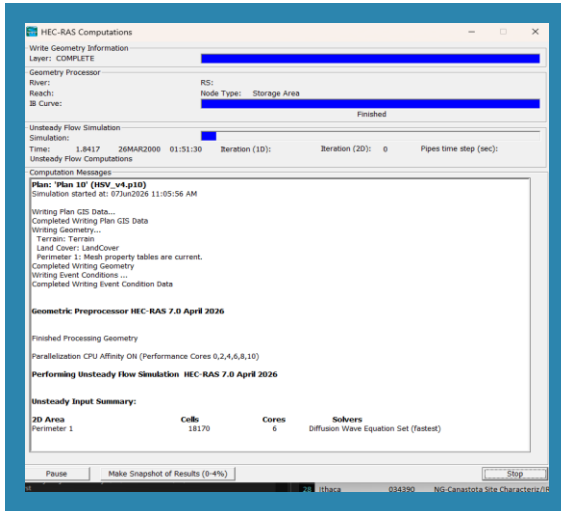 HEC-RAS Computations
Write Geometry Information
Layer: COMPLETE
Geometry Processor
River: RS:
Reach: Node Type: Storage Area
IB Curve:
Finished
Unsteady Flow Simulation
Simulation:
Time: 1.8417 26MAR2000 01:51:30 Iteration (1D): Iteration (2D): 0 Pipes time step (sec):
Unsteady Flow Computations
Computation Messages
Plan: 'Plan 10' (HSV_v4.p10)
Simulation started at: 07Jun2026 11:05:56 AM
Writing Plan GIS Data...
Completed Writing Plan GIS Data
Writing Geometry...
Terrain: Terrain
Land Cover: LandCover
Perimeter 1: Mesh property tables are current.
Completed Writing Geometry
Writing Event Conditions ...
Completed Writing Event Condition Data
Geometric Preprocessor HEC-RAS 7.0 April 2026
Finished Processing Geometry
Parallelization CPU Affinity ON (Performance Cores 0,2,4,6,8,10)
Performing Unsteady Flow Simulation HEC-RAS 7.0 April 2026
Unsteady Input Summary:
2D Area Cells Cores Solvers
Perimeter 1 18170 6 Diffusion Wave Equation Set (fastest)
Pause Make Snapshot of Results (0-4%) Stop
28 Ithaca 034390 NG-Canastota Site